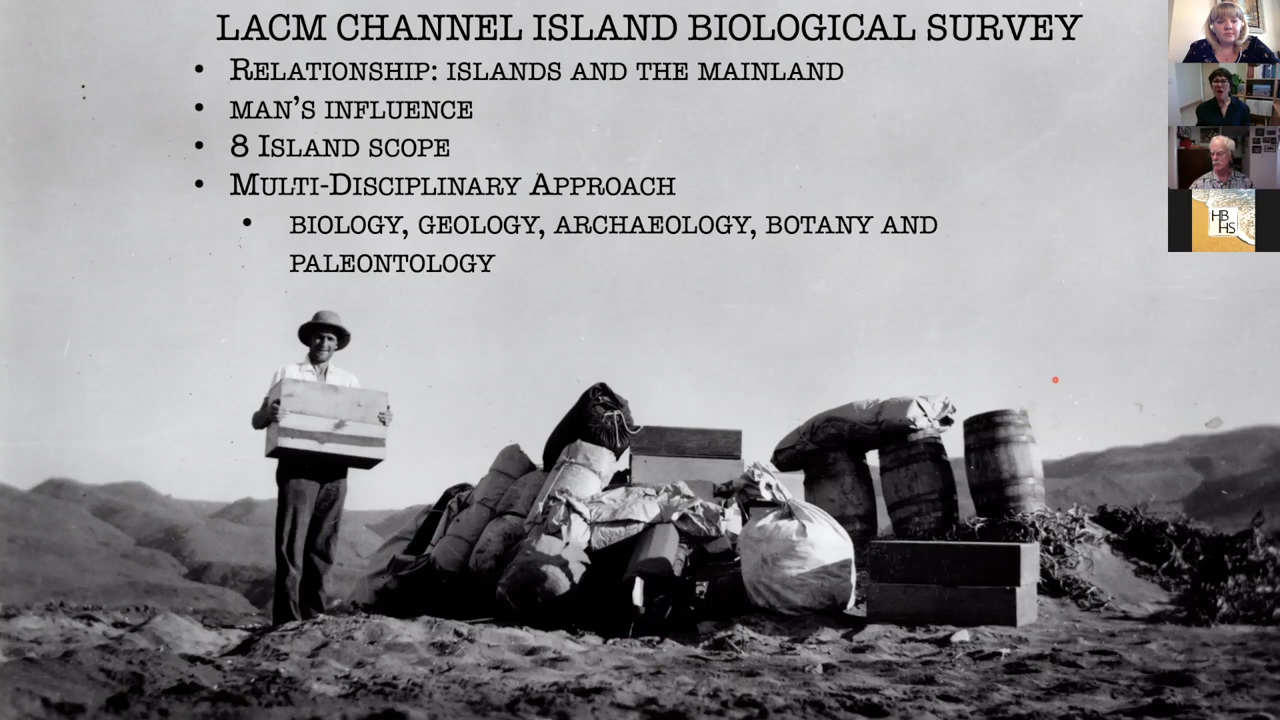 LACM CHANNEL ISLAND BIOLOGICAL SURVEY
• RELATIONSHIP: ISLANDS AND THE MAINLAND
• MAN’S INFLUENCE
• 8 ISLAND SCOPE
• MULTI-DISCIPLINARY APPROACH
• BIOLOGY, GEOLOGY, ARCHAEOLOGY, BOTANY AND
PALEONTOLOGY
HB
HS